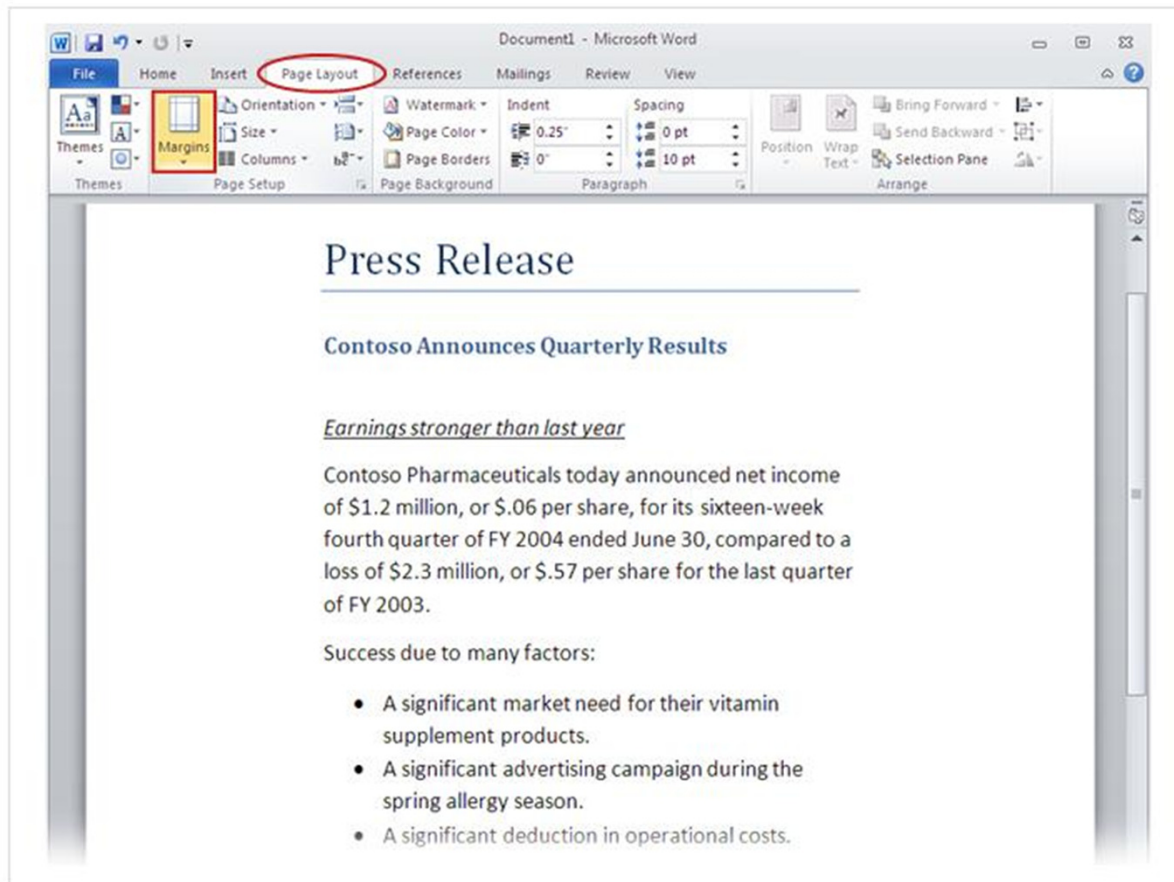 Document1 - Microsoft Word
File Home Insert Page Layout References Mailings Review View
Aa Orientation Watermark Indent Spacing Bring Forward
A Size Page Color 0.25" 0 pt Send Backward
Themes Margins Columns Page Borders 0" 10 pt Position Wrap Text Selection Pane
Themes Page Setup Page Background Paragraph Arrange
Press Release
Contoso Announces Quarterly Results
Earnings stronger than last year
Contoso Pharmaceuticals today announced net income
of $1.2 million, or $.06 per share, for its sixteen-week
fourth quarter of FY 2004 ended June 30, compared to a
loss of $2.3 million, or $.57 per share for the last quarter
of FY 2003.
Success due to many factors:
• A significant market need for their vitamin
supplement products.
• A significant advertising campaign during the
spring allergy season.
• A significant deduction in operational costs.